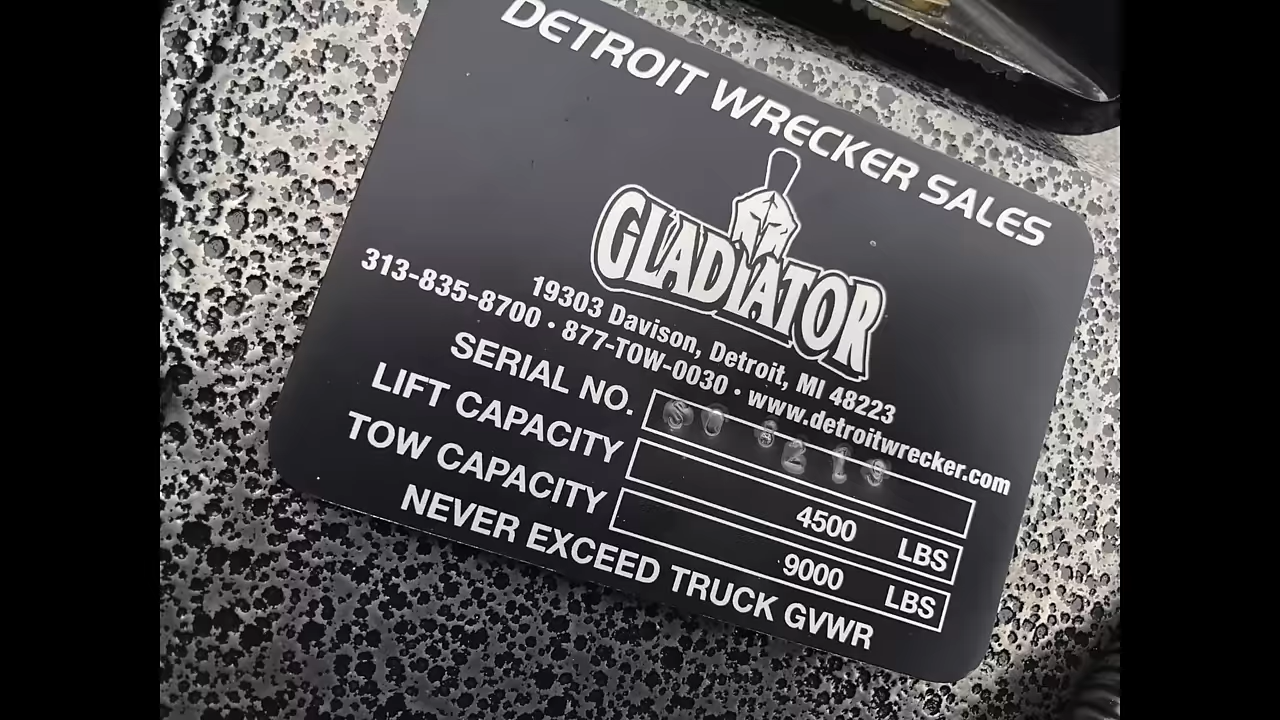 DETROIT WRECKER SALES
GLADIATOR
19303 Davison, Detroit, MI 48223
313-835-8700 • 877-TOW-0030 • www.detroitwrecker.com
SERIAL NO.
LIFT CAPACITY 4500 LBS
TOW CAPACITY 9000 LBS
NEVER EXCEED TRUCK GVWR